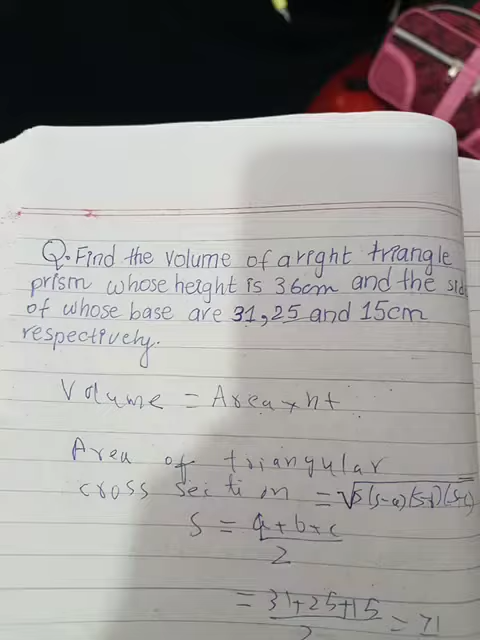 Q. Find the volume of a right triangle
prism whose height is 36cm and the
of whose base are 31,25 and 15cm
respectively.
Volume = Area x ht
Area of triangular
cross section = √s(s-a)(s-b)(s-c)
s = a+b+c
2
= 31+25+15 = 71
2